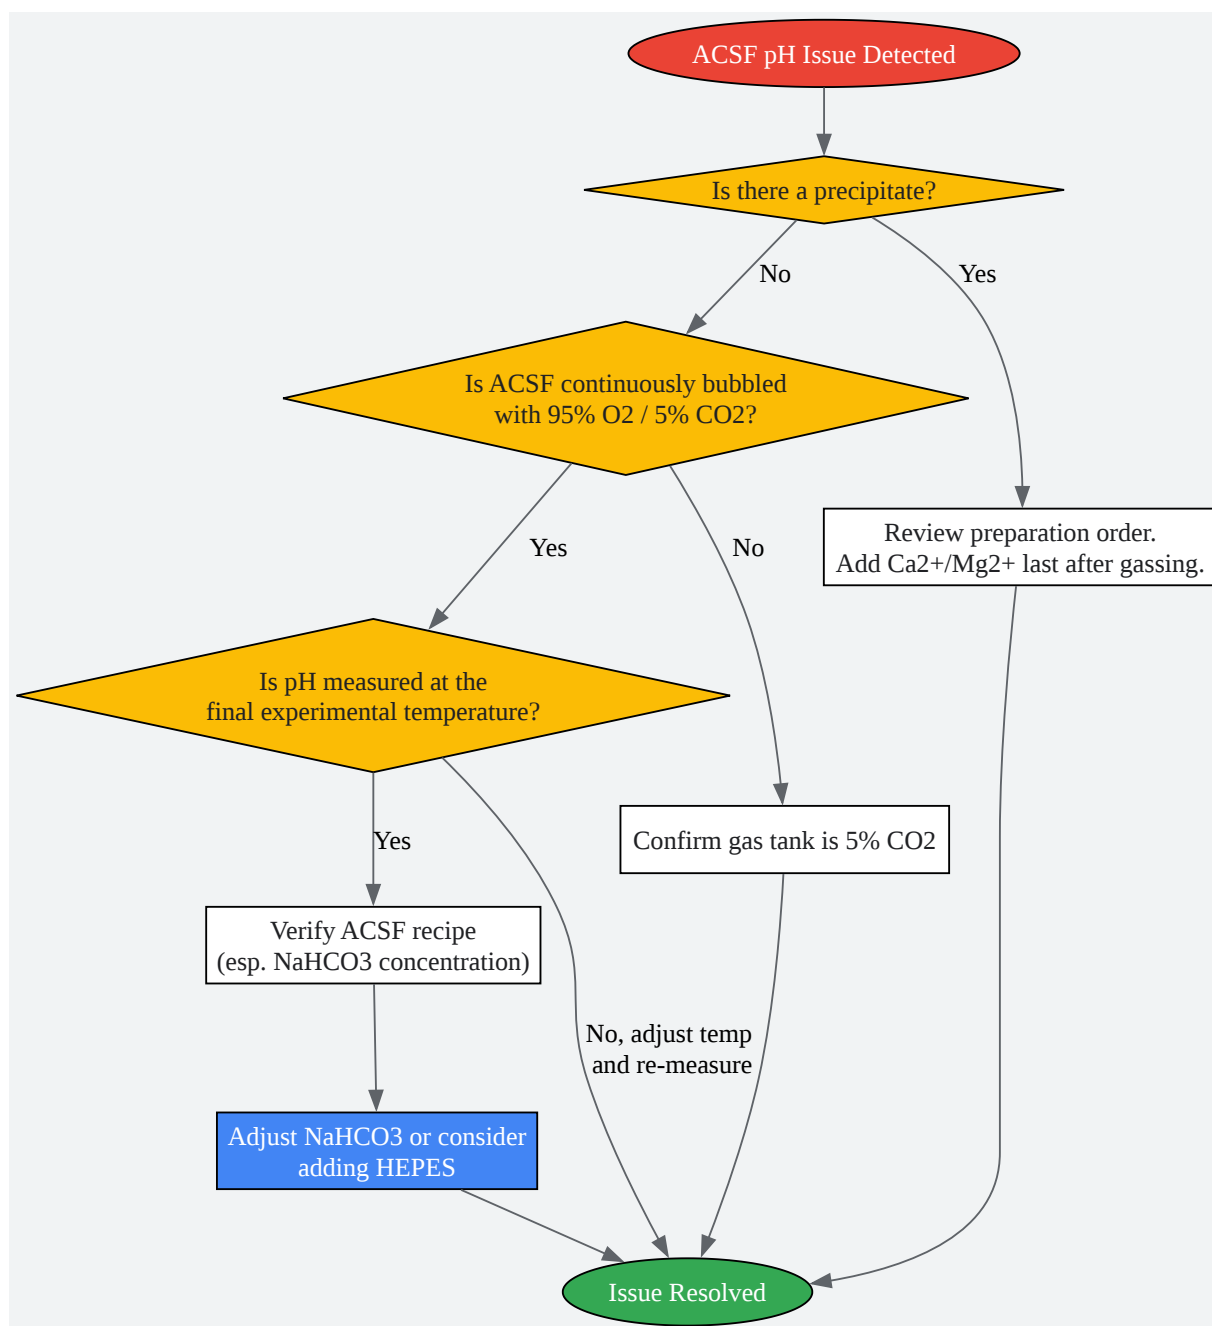 ACSF pH Issue Detected
Is there a precipitate?
No
Yes
Is ACSF continuously bubbled
with 95% O2 / 5% CO2?
Yes
No
Review preparation order.
Add Ca2+/Mg2+ last after gassing.
Is pH measured at the
final experimental temperature?
Yes
Confirm gas tank is 5% CO2
Verify ACSF recipe
(esp. NaHCO3 concentration)
No, adjust temp
and re-measure
Adjust NaHCO3 or consider
adding HEPES
Issue Resolved